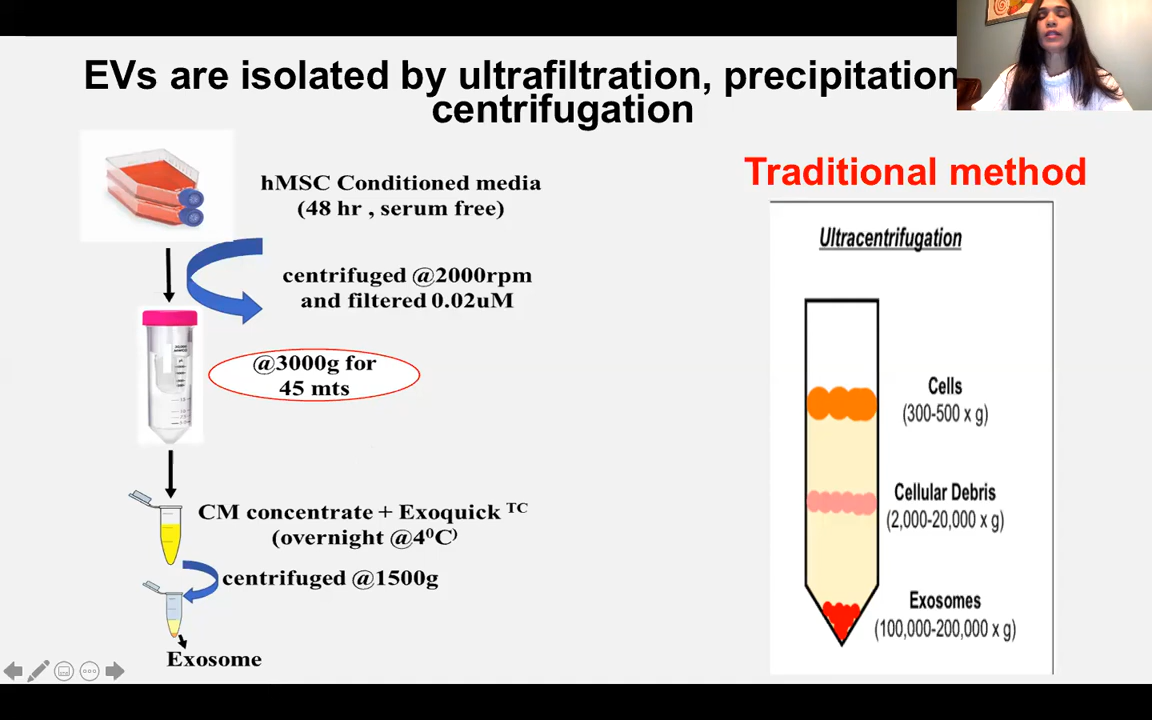 EVs are isolated by ultrafiltration, precipitation
centrifugation
hMSC Conditioned media
(48 hr , serum free)
centrifuged @2000rpm
and filtered 0.02uM
@3000g for
45 mts
CM concentrate + Exoquick TC
(overnight @4⁰C)
centrifuged @1500g
Exosome
Traditional method
Ultracentrifugation
Cells
(300-500 x g)
Cellular Debris
(2,000-20,000 x g)
Exosomes
(100,000-200,000 x g)